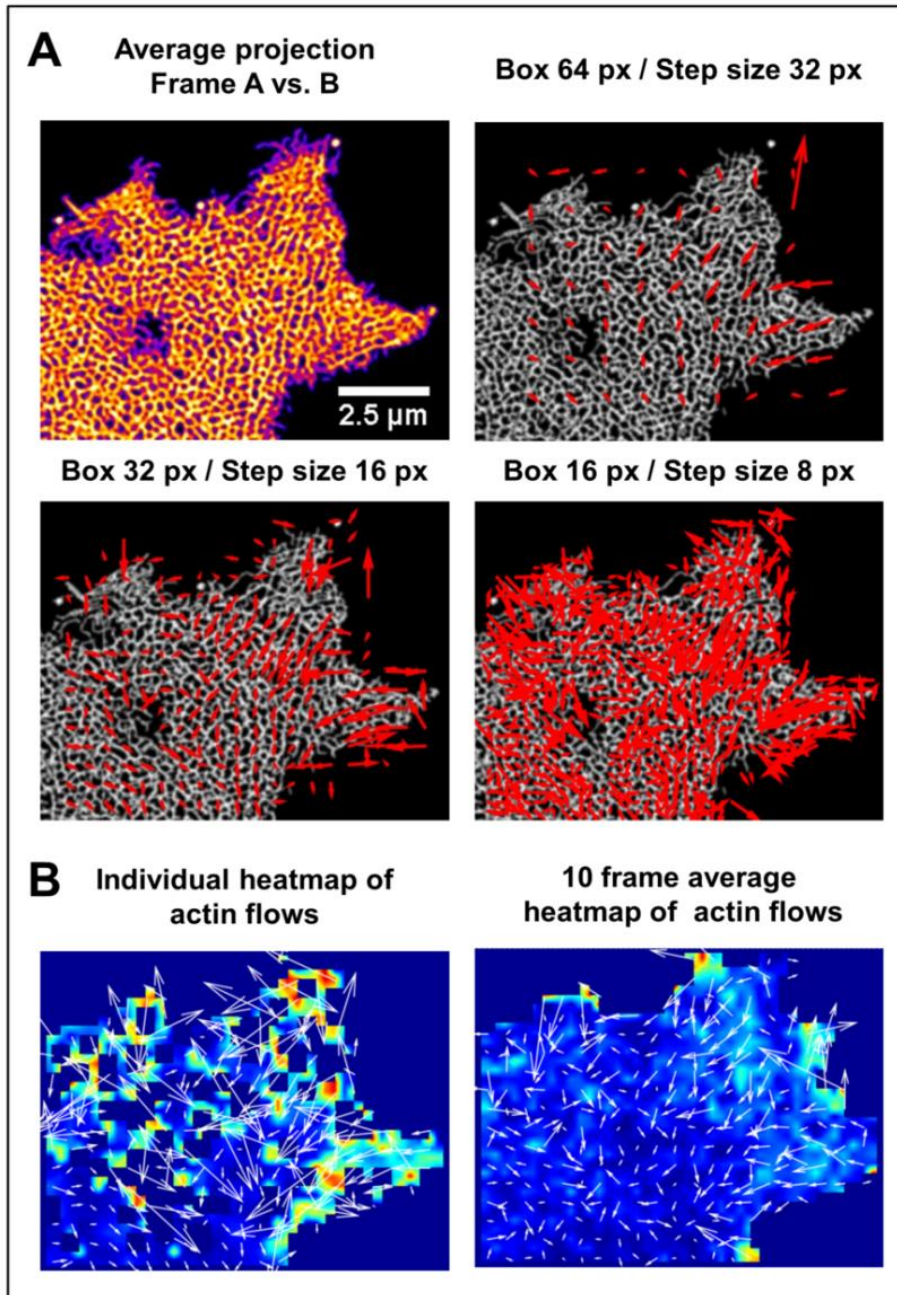 A
Average projection
Frame A vs. B
Box 64 px / Step size 32 px
2.5 µm
Box 32 px / Step size 16 px
Box 16 px / Step size 8 px
B
Individual heatmap of
actin flows
10 frame average
heatmap of actin flows